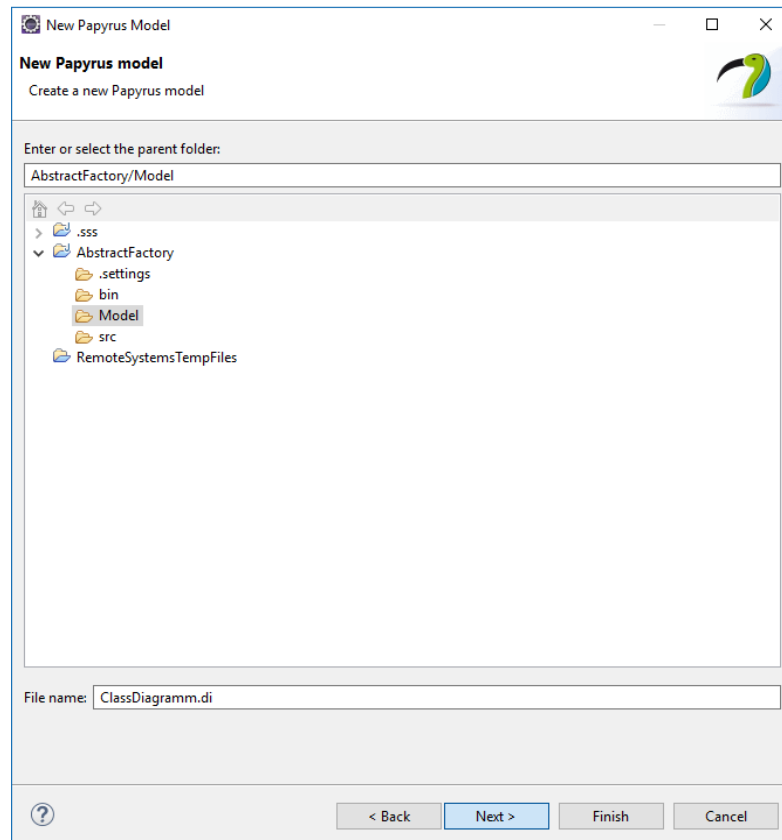 New Papyrus Model
New Papyrus model
Create a new Papyrus model
Enter or select the parent folder:
AbstractFactory/Model
.sss
AbstractFactory
.settings
bin
Model
src
RemoteSystemsTempFiles
File name: ClassDiagramm.di
< Back Next > Finish Cancel